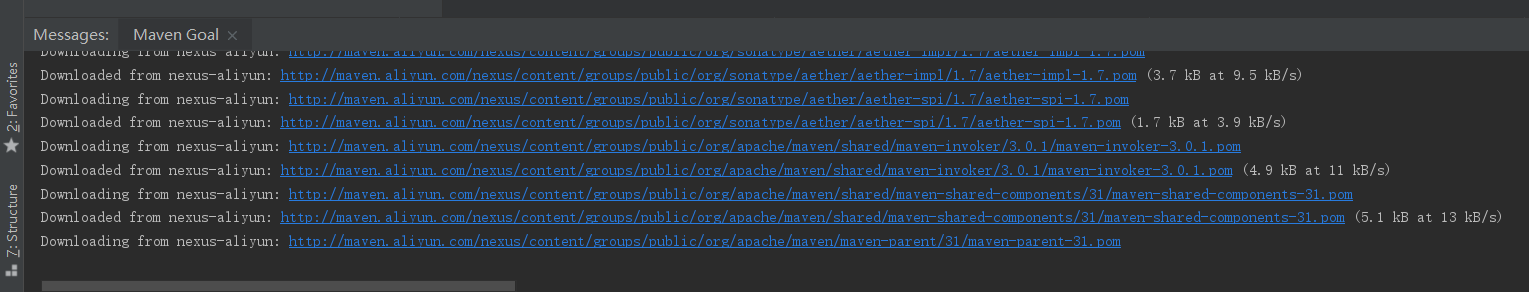 Messages: Maven Goal
Downloading from nexus-aliyun: http://maven.aliyun.com/nexus/content/groups/public/org/sonatype/aether/aether-impl/1.7/aether-impl-1.7.pom
Downloaded from nexus-aliyun: http://maven.aliyun.com/nexus/content/groups/public/org/sonatype/aether/aether-impl/1.7/aether-impl-1.7.pom (3.7 kB at 9.5 kB/s)
Downloading from nexus-aliyun: http://maven.aliyun.com/nexus/content/groups/public/org/sonatype/aether/aether-spi/1.7/aether-spi-1.7.pom
Downloaded from nexus-aliyun: http://maven.aliyun.com/nexus/content/groups/public/org/sonatype/aether/aether-spi/1.7/aether-spi-1.7.pom (1.7 kB at 3.9 kB/s)
Downloading from nexus-aliyun: http://maven.aliyun.com/nexus/content/groups/public/org/apache/maven/shared/maven-invoker/3.0.1/maven-invoker-3.0.1.pom
Downloaded from nexus-aliyun: http://maven.aliyun.com/nexus/content/groups/public/org/apache/maven/shared/maven-invoker/3.0.1/maven-invoker-3.0.1.pom (4.9 kB at 11 kB/s)
Downloading from nexus-aliyun: http://maven.aliyun.com/nexus/content/groups/public/org/apache/maven/shared/maven-shared-components/31/maven-shared-components-31.pom
Downloaded from nexus-aliyun: http://maven.aliyun.com/nexus/content/groups/public/org/apache/maven/shared/maven-shared-components/31/maven-shared-components-31.pom (5.1 kB at 13 kB/s)
Downloading from nexus-aliyun: http://maven.aliyun.com/nexus/content/groups/public/org/apache/maven/maven-parent/31/maven-parent-31.pom
2: Favorites
7: Structure